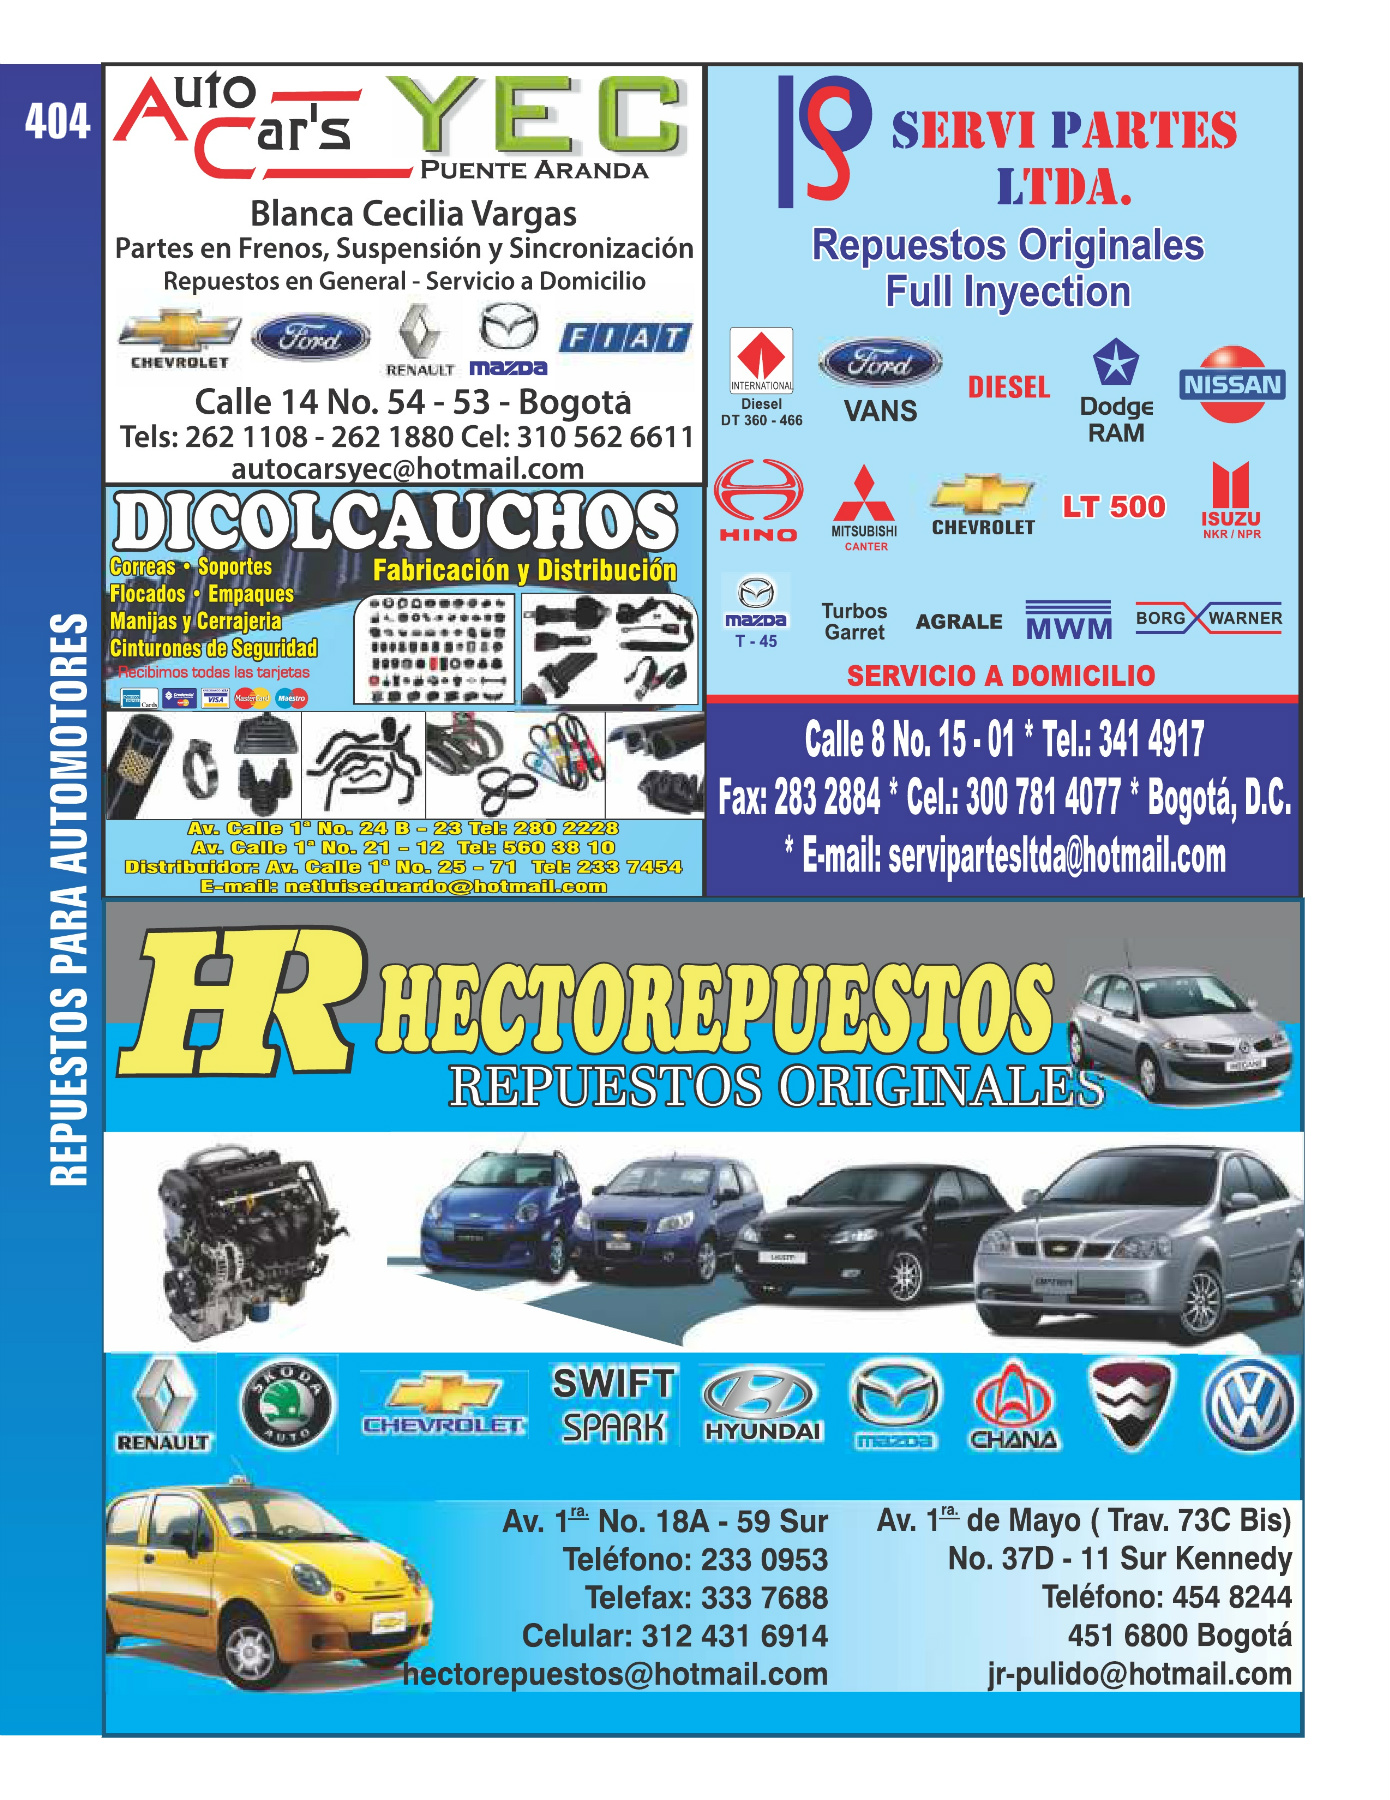 404
REPUESTOS PARA AUTOMOTORES
Auto
Car's
YEC
PUENTE ARANDA
Blanca Cecilia Vargas
Partes en Frenos, Suspensión y Sincronización
Repuestos en General - Servicio a Domicilio
CHEVROLET
Ford
RENAULT
mazda
FIAT
Calle 14 No. 54 - 53 - Bogotá
Tels: 262 1108 - 262 1880 Cel: 310 562 6611
autocarsyec@hotmail.com
SERVI PARTES
LTDA.
Repuestos Originales
Full Inyection
INTERNATIONAL
Diesel
DT 360 - 466
Ford
VANS
DIESEL
Dodge
RAM
NISSAN
HINO
MITSUBISHI
CANTER
CHEVROLET
LT 500
ISUZU
NKR / NPR
mazda
T - 45
Turbos
Garret
AGRALE
MWM
BORG WARNER
SERVICIO A DOMICILIO
Calle 8 No. 15 - 01 * Tel.: 341 4917
Fax: 283 2884 * Cel.: 300 781 4077 * Bogotá, D.C.
* E-mail: servipartesltda@hotmail.com
DICOLCAUCHOS
Correas • Soportes
Flocados • Empaques
Manijas y Cerrajeria
Cinturones de Seguridad
Fabricación y Distribución
Recibimos todas las tarjetas
Cards
Credencial
VISA
MasterCard
Maestro
Av. Calle 1ª No. 24 B - 23 Tel: 280 2228
Av. Calle 1ª No. 21 - 12 Tel: 560 38 10
Distribuidor: Av. Calle 1ª No. 25 - 71 Tel: 233 7454
E-mail: netluiseduardo@hotmail.com
HR HECTOREPUESTOS
REPUESTOS ORIGINALES
MEGANE
RENAULT
SKODA
AUTO
CHEVROLET
SWIFT
SPARK
HYUNDAI
mazda
CHANA
Av. 1ra. No. 18A - 59 Sur
Teléfono: 233 0953
Telefax: 333 7688
Celular: 312 431 6914
hectorepuestos@hotmail.com
Av. 1ra. de Mayo ( Trav. 73C Bis)
No. 37D - 11 Sur Kennedy
Teléfono: 454 8244
451 6800 Bogotá
jr-pulido@hotmail.com